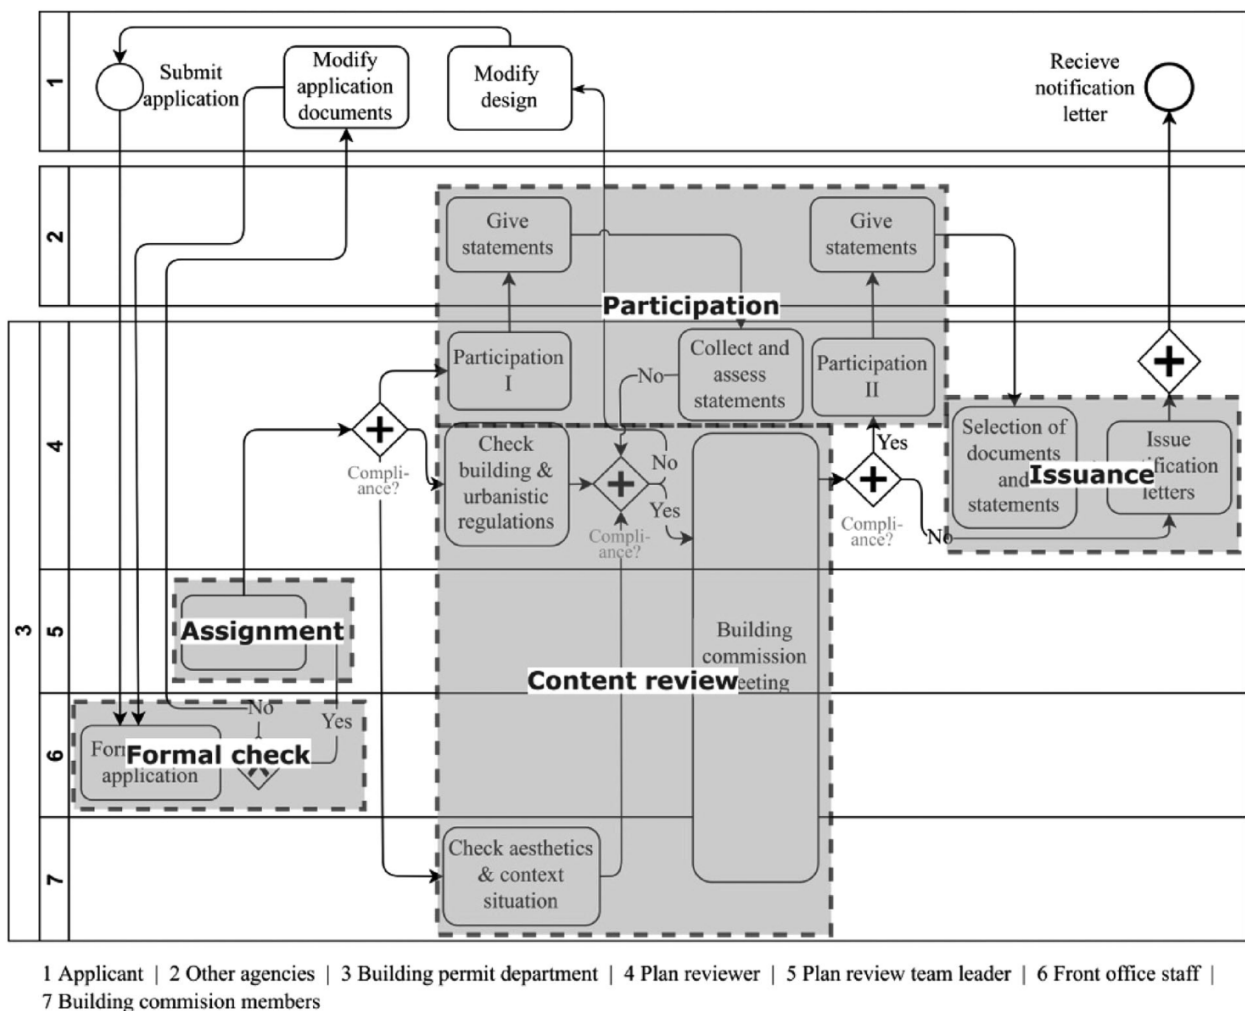 1
Submit
application
Modify
application
documents
Modify
design
Recieve
notification
letter
2
Give
statements
Give
statements
Participation
3
4
Participation
I
No
Collect and
assess
statements
Participation
II
Compli-
ance?
Check
building &
urbanistic
regulations
No
Yes
Compli-
ance?
Yes
Compli-
ance?
No
Selection of
documents
and
statements
Issue
letters
Issuance
5
Assignment
Building
commission
Content review
6
No
Yes
application
Formal check
7
Check aesthetics
& context
situation
1 Applicant | 2 Other agencies | 3 Building permit department | 4 Plan reviewer | 5 Plan review team leader | 6 Front office staff |
7 Building commision members